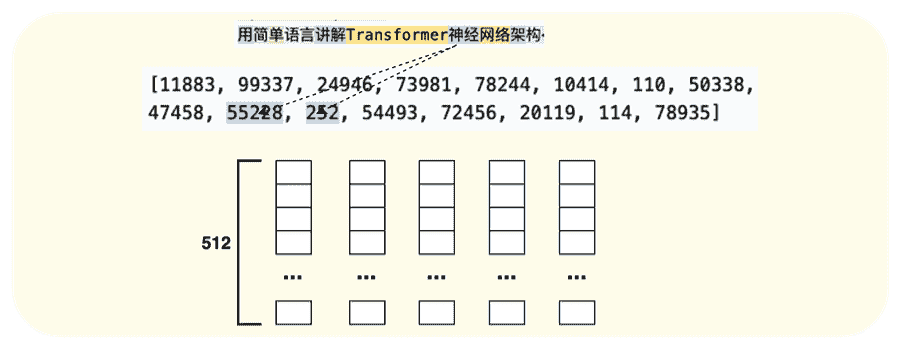 用简单语言讲解Transformer神经网络架构.
[11883, 99337, 24946, 73981, 78244, 10414, 110, 50338,
47458, 55228, 252, 54493, 72456, 20119, 114, 78935]
512
... ... ... ... ...